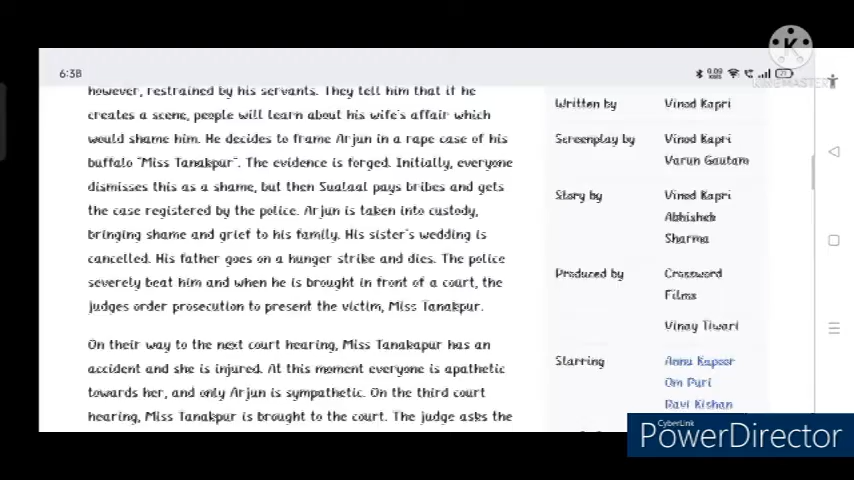 6:38
however, restrained by his servants. They tell him that if he
creates a scene, people will learn about his wife's affair which
would shame him. He decides to frame Arjun in a rape case of his
buffalo "Miss Tanakpur". The evidence is forged. Initially, everyone
dismisses this as a shame, but then Sualaal pays bribes and gets
the case registered by the police. Arjun is taken into custody,
bringing shame and grief to his family. His sister's wedding is
cancelled. His father goes on a hunger strike and dies. The police
severely beat him and when he is brought in front of a court, the
judges order prosecution to present the victim, Miss Tanakpur.
On their way to the next court hearing, Miss Tanakapur has an
accident and she is injured. At this moment everyone is apathetic
towards her, and only Arjun is sympathetic. On the third court
hearing, Miss Tanakpur is brought to the court. The judge asks the
Written by Vinod Kapri
Screenplay by Vinod Kapri
Varun Gautam
Story by Vinod Kapri
Abhishek
Sharma
Produced by Crossword
Films
Vinay Tiwari
Starring Annu Kapoor
Om Puri
Ravi Kishan
K
KINEMASTER
CyberLink
PowerDirector